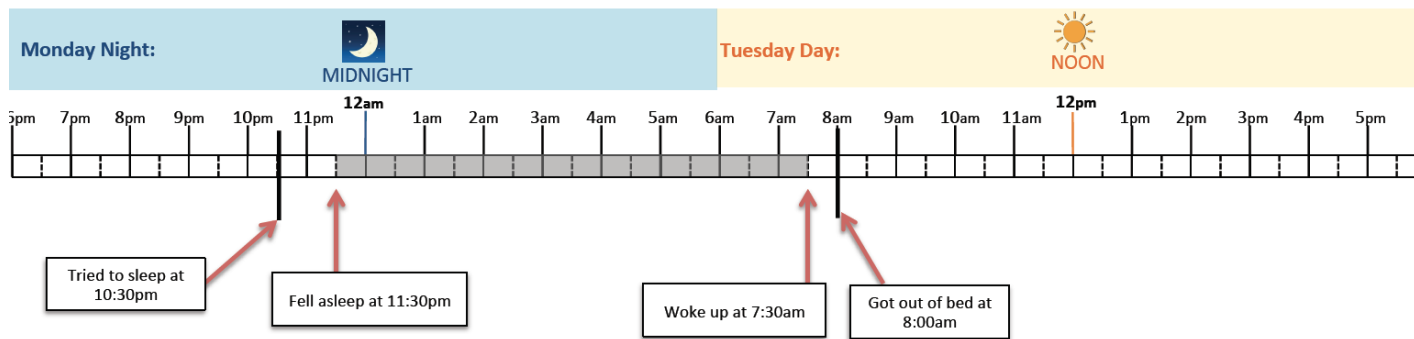 Monday Night:
MIDNIGHT
Tuesday Day:
NOON
12am
12pm
6pm 7pm 8pm 9pm 10pm 11pm 1am 2am 3am 4am 5am 6am 7am 8am 9am 10am 11am 1pm 2pm 3pm 4pm 5pm
Tried to sleep at
10:30pm
Fell asleep at 11:30pm
Woke up at 7:30am
Got out of bed at
8:00am